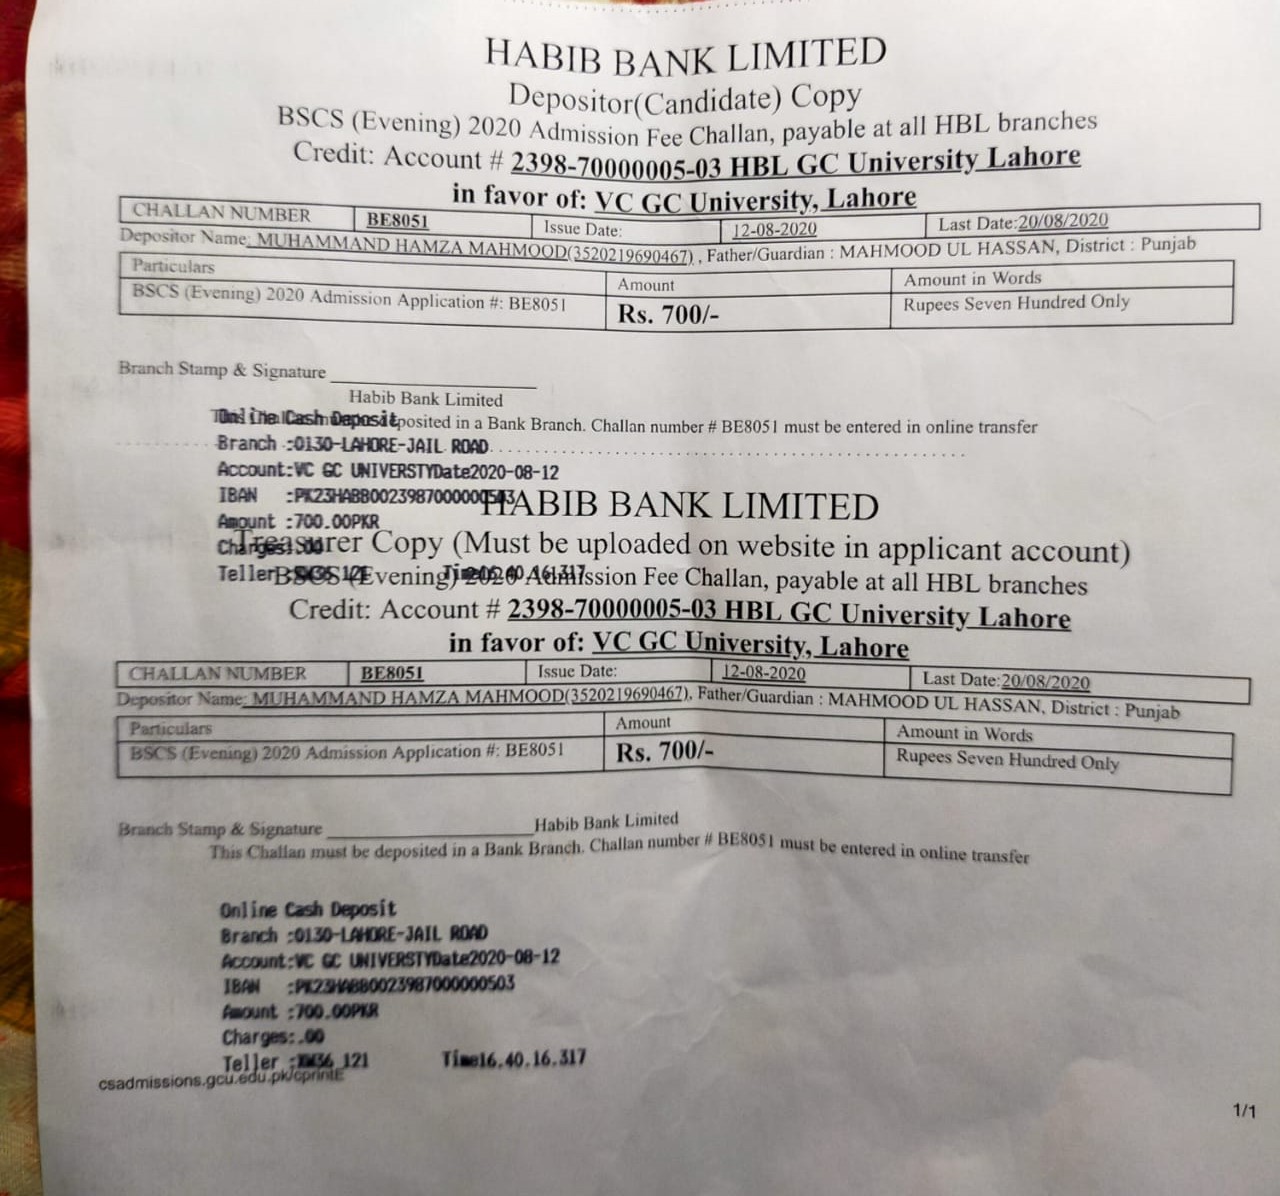 HABIB BANK LIMITED
Depositor(Candidate) Copy
BSCS (Evening) 2020 Admission Fee Challan, payable at all HBL branches
Credit: Account # 2398-70000005-03 HBL GC University Lahore
in favor of: VC GC University, Lahore
CHALLAN NUMBER BE8051 Issue Date: 12-08-2020 Last Date:20/08/2020
Depositor Name: MUHAMMAND HAMZA MAHMOOD(3520219690467) , Father/Guardian : MAHMOOD UL HASSAN, District : Punjab
Particulars Amount Amount in Words
BSCS (Evening) 2020 Admission Application #: BE8051 Rs. 700/- Rupees Seven Hundred Only
Branch Stamp & Signature
Habib Bank Limited
Online Cash Deposit posited in a Bank Branch. Challan number # BE8051 must be entered in online transfer
Branch :0130-LAHORE-JAIL ROAD
Account:VC GC UNIVERSTYDate2020-08-12
IBAN :PK23HABB0023987000000503
HABIB BANK LIMITED
Amount :700.00PKR
Charges:.00
Treasurer Copy (Must be uploaded on website in applicant account)
Teller
BSCS (Evening) 2020 Admission Fee Challan, payable at all HBL branches
Credit: Account # 2398-70000005-03 HBL GC University Lahore
in favor of: VC GC University, Lahore
CHALLAN NUMBER BE8051 Issue Date: 12-08-2020 Last Date:20/08/2020
Depositor Name: MUHAMMAND HAMZA MAHMOOD(3520219690467), Father/Guardian : MAHMOOD UL HASSAN, District : Punjab
Particulars Amount Amount in Words
BSCS (Evening) 2020 Admission Application #: BE8051 Rs. 700/- Rupees Seven Hundred Only
Branch Stamp & Signature Habib Bank Limited
This Challan must be deposited in a Bank Branch. Challan number # BE8051 must be entered in online transfer
Online Cash Deposit
Branch :0130-LAHORE-JAIL ROAD
Account:VC GC UNIVERSTYDate2020-08-12
IBAN :PK23HABB0023987000000503
Amount :700.00PKR
Charges:.00
Teller 121 Time16.40.16.317
csadmissions.gcu.edu.pk/cprintE
1/1